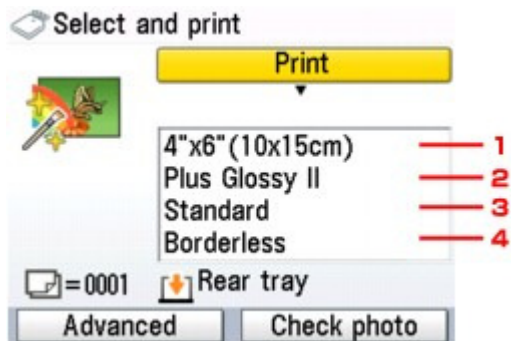 Select and print
Print
4"x6"(10x15cm) 1
Plus Glossy II 2
Standard 3
Borderless 4
=0001 Rear tray
Advanced Check photo